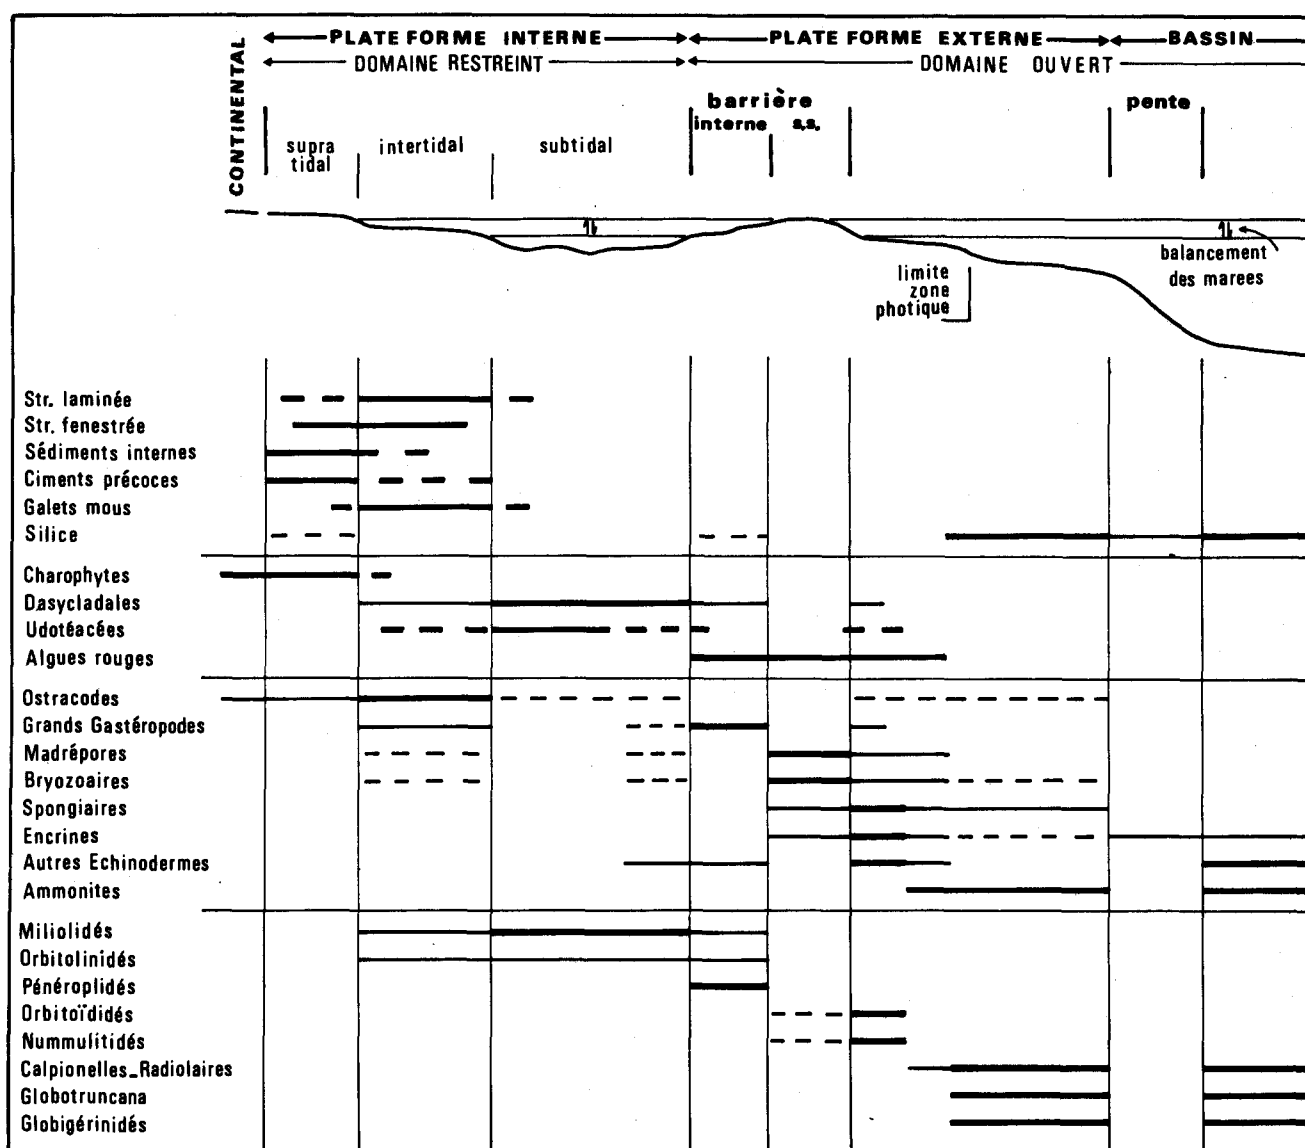 PLATE FORME INTERNE PLATE FORME EXTERNE BASSIN
DOMAINE RESTREINT DOMAINE OUVERT
CONTINENTAL
barrière
interne s.s.
pente
supra
tidal
intertidal
subtidal
limite
zone
photique
balancement
des marees
Str. laminée
Str. fenestrée
Sédiments internes
Ciments précoces
Galets mous
Silice
Charophytes
Dasycladales
Udotéacées
Algues rouges
Ostracodes
Grands Gastéropodes
Madrépores
Bryozoaires
Spongiaires
Encrines
Autres Echinodermes
Ammonites
Miliolidés
Orbitolinidés
Pénéroplidés
Orbitoïdidés
Nummulitidés
Calpionelles_Radiolaires
Globotruncana
Globigérinidés